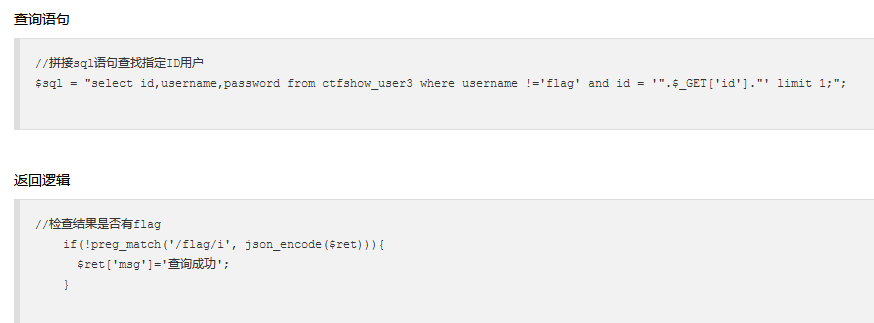 查询语句
//拼接sql语句查找指定ID用户
$sql = "select id,username,password from ctfshow_user3 where username !='flag' and id = '".$_GET['id']."' limit 1;";
返回逻辑
//检查结果是否有flag
    if(!preg_match('/flag/i', json_encode($ret))){
      $ret['msg']='查询成功';
    }